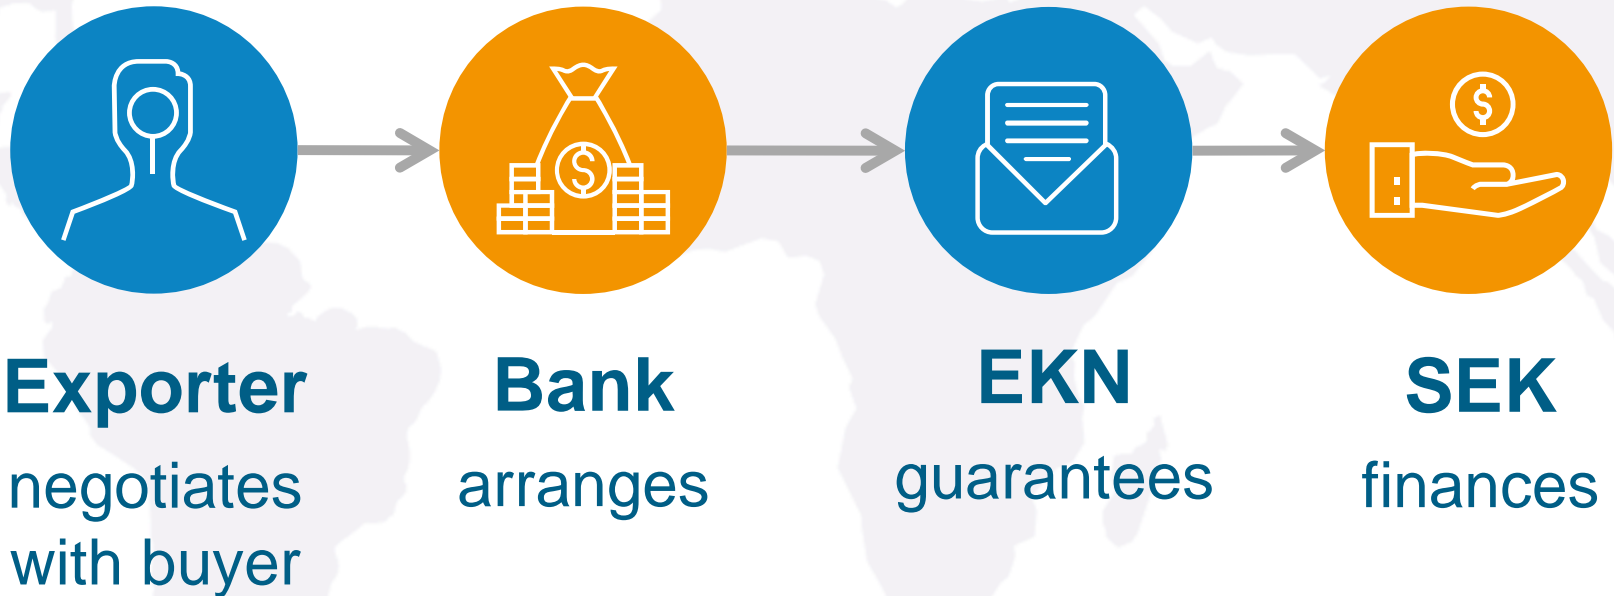 Exporter
negotiates
with buyer
Bank
arranges
EKN
guarantees
SEK
finances
$
$